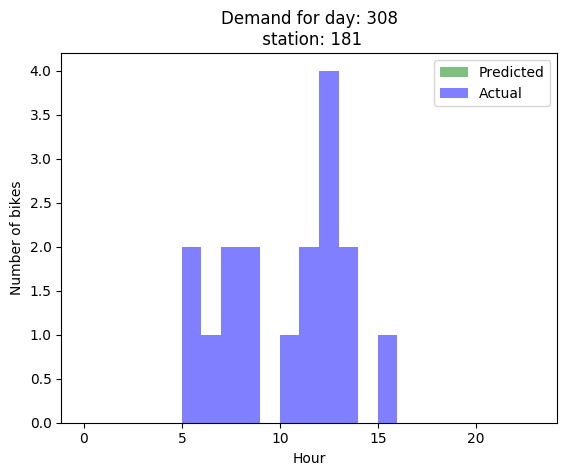 Demand for day: 308
station: 181
Predicted
Actual
Number of bikes
4.0
3.5
3.0
2.5
2.0
1.5
1.0
0.5
0.0
0 5 10 15 20
Hour